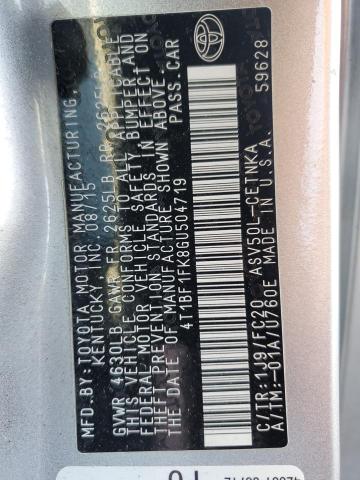 MFD.BY:TOYOTA MOTOR MANUFACTURING,
KENTUCKY, INC. 08/15
GVWR 4630LB GAWR FR 2625LB RR 2625LB
THIS VEHICLE CONFORMS TO ALL APPLICABLE
FEDERAL MOTOR VEHICLE SAFETY, BUMPER, AND
THEFT PREVENTION STANDARDS IN EFFECT ON
THE DATE OF MANUFACTURE SHOWN ABOVE.
4T1BF1FK8GU504719 PASS.CAR
C/TR:1J9/FC20 ASV50L-CETNKA
A/TM:-01A/U760E MADE IN U.S.A.
59628